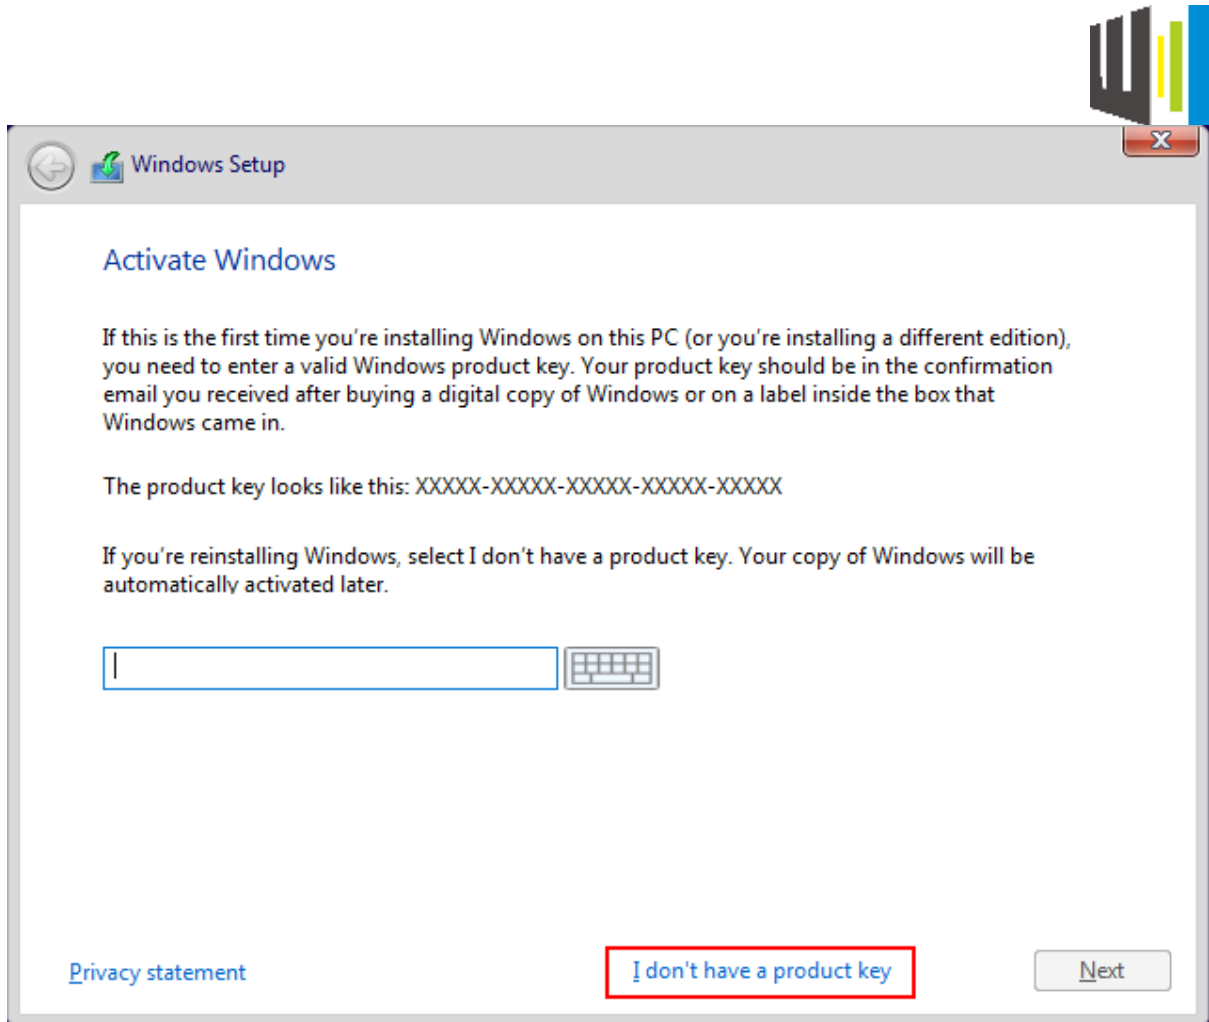 Windows Setup
X
Activate Windows
If this is the first time you're installing Windows on this PC (or you're installing a different edition),
you need to enter a valid Windows product key. Your product key should be in the confirmation
email you received after buying a digital copy of Windows or on a label inside the box that
Windows came in.
The product key looks like this: XXXXX-XXXXX-XXXXX-XXXXX-XXXXX
If you're reinstalling Windows, select I don't have a product key. Your copy of Windows will be
automatically activated later.
Privacy statement I don't have a product key Next